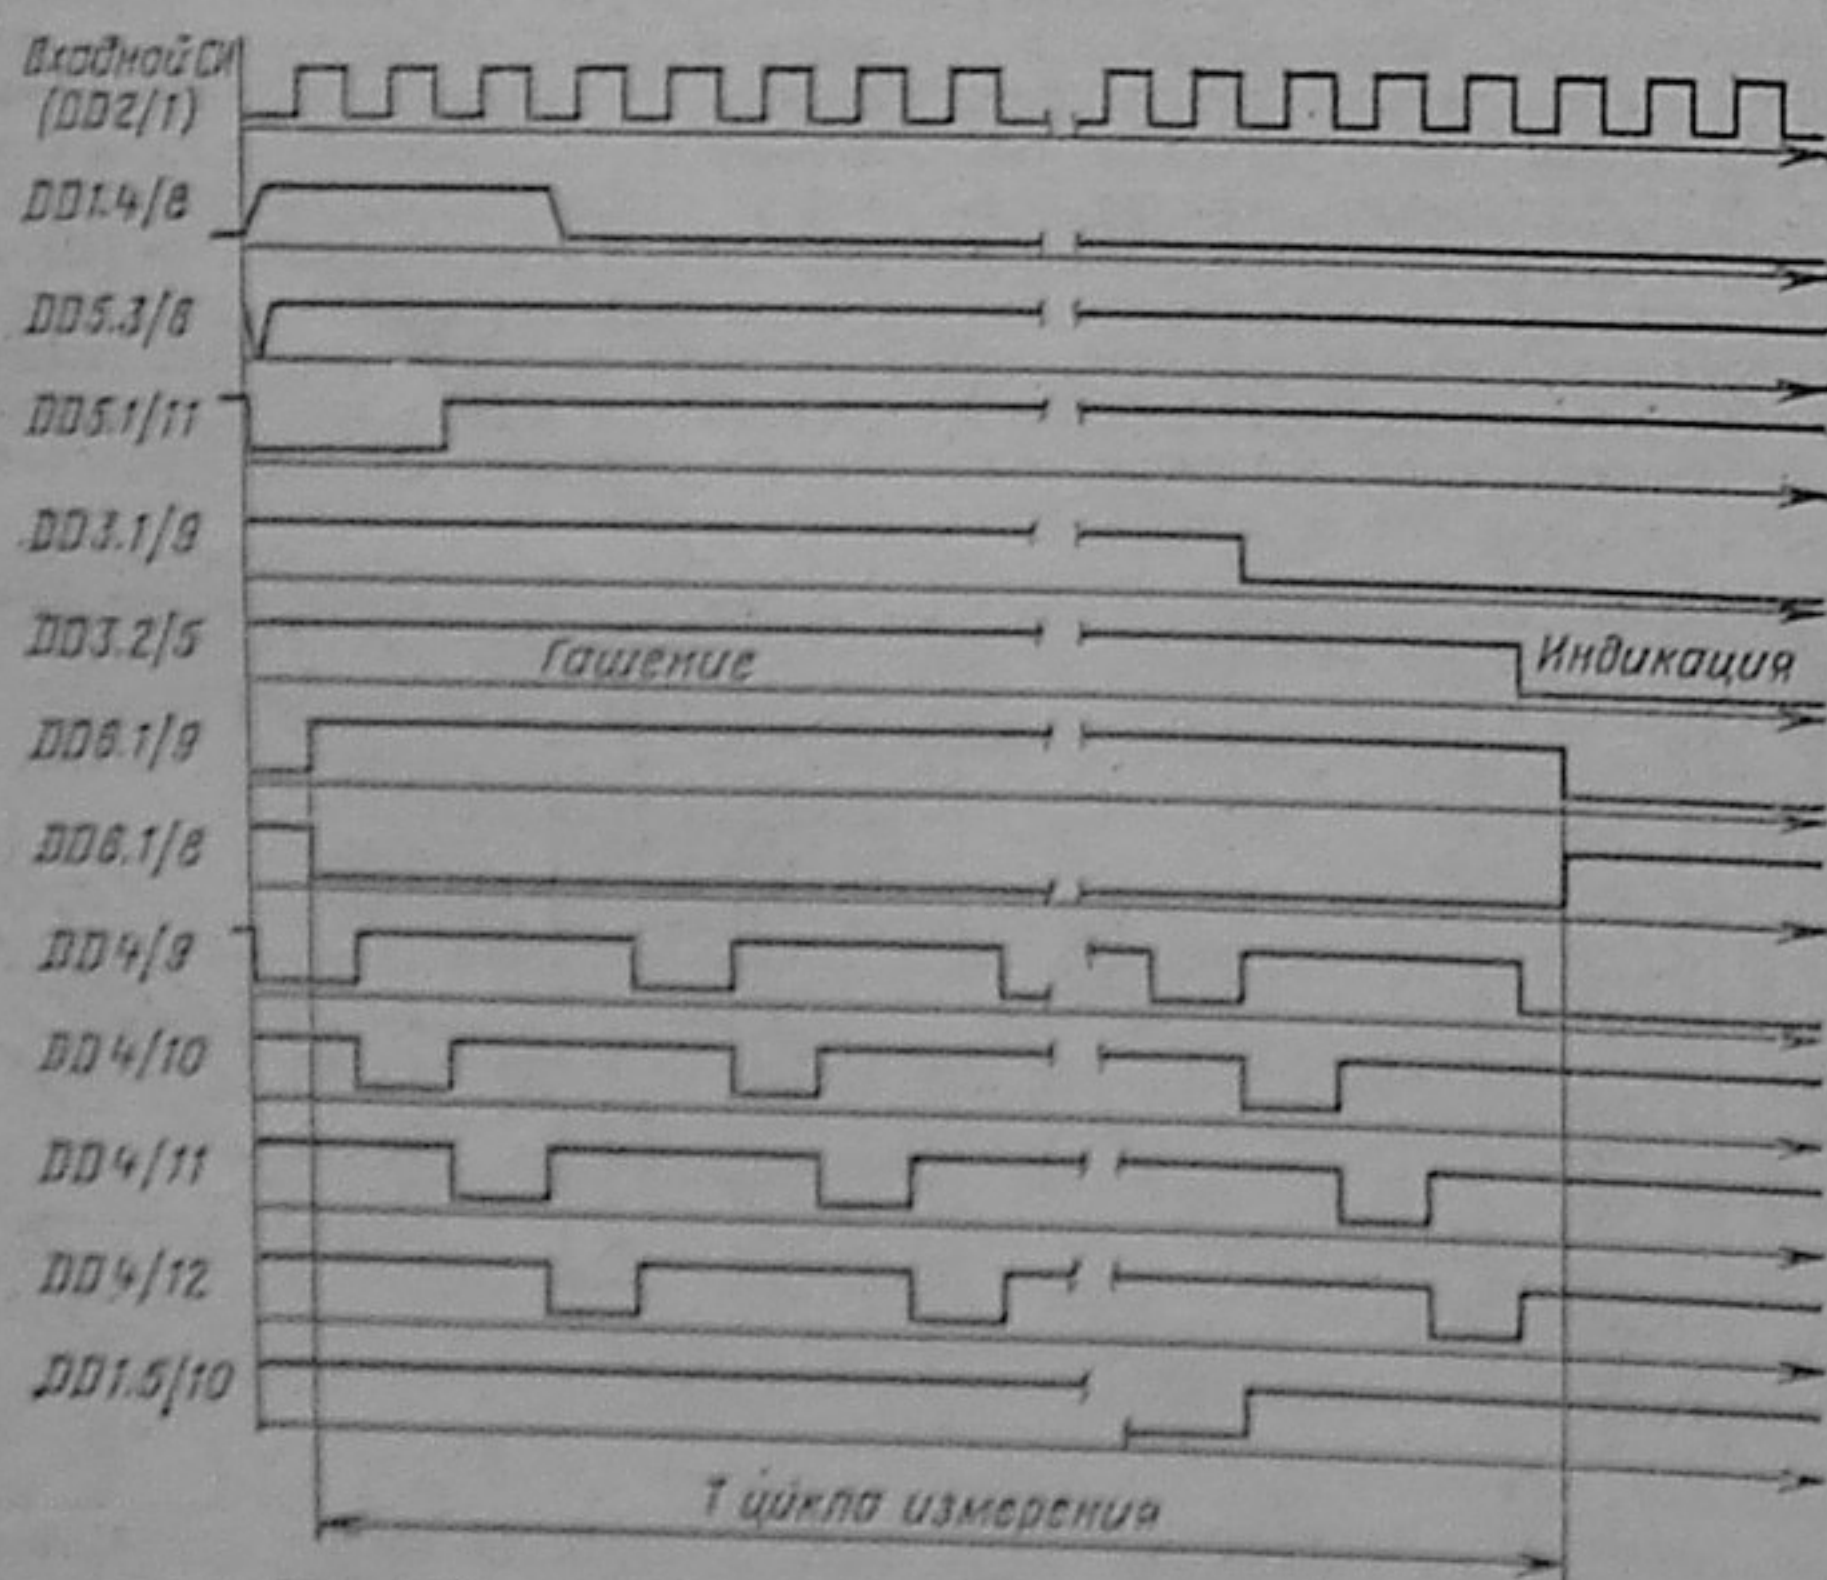 Входной СИ
(DD2/1)
DD1.4/8
DD5.3/8
DD5.1/11
DD3.1/9
DD3.2/5
Гашение
Индикация
DD6.1/9
DD6.1/8
DD4/9
DD4/10
DD4/11
DD4/12
DD1.5/10
T цикла измерения